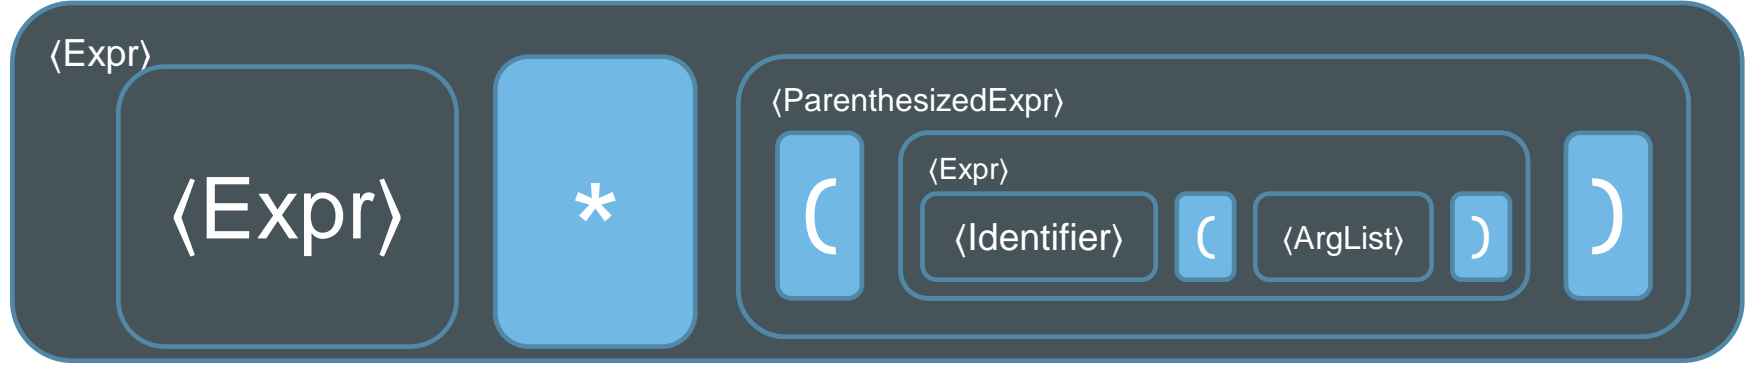 ⟨Expr⟩
⟨Expr⟩ * ⟨ParenthesizedExpr⟩
( ⟨Expr⟩
⟨Identifier⟩ ( ⟨ArgList⟩ ) )